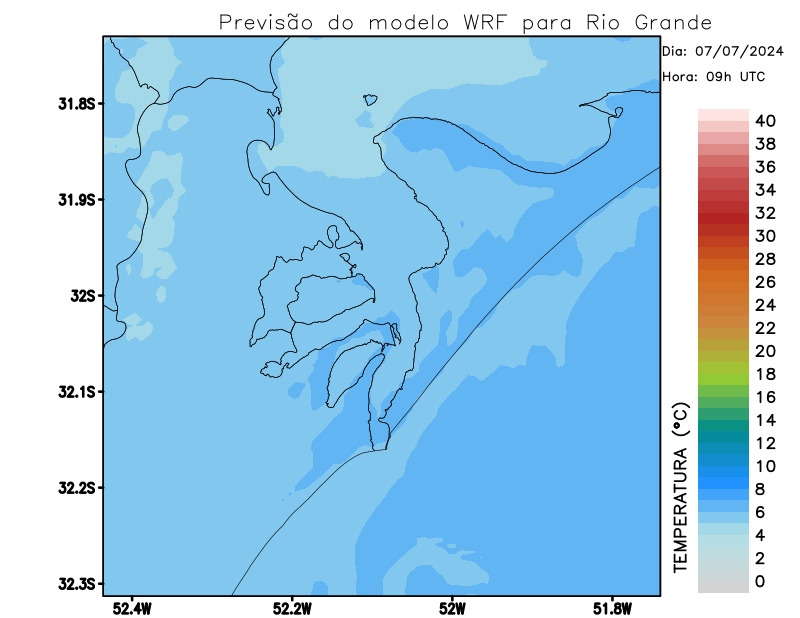 Previsão do modelo WRF para Rio Grande
Dia: 07/07/2024
Hora: 09h UTC
31.8S
31.9S
32S
32.1S
32.2S
32.3S
52.4W
52.2W
52W
51.8W
TEMPERATURA (°C)
40
38
36
34
32
30
28
26
24
22
20
18
16
14
12
10
8
6
4
2
0